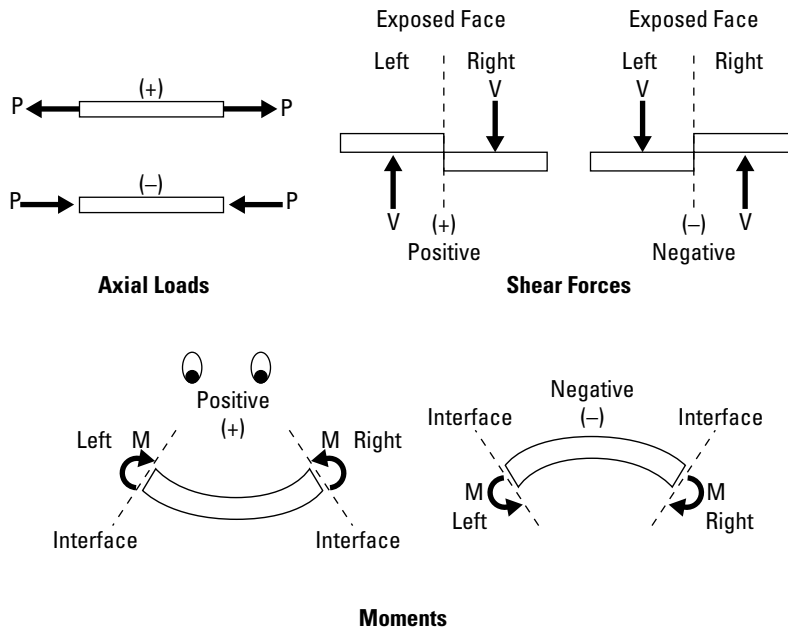 Exposed Face
Exposed Face
Left
Right
Left
Right
V
V
P
(+)
P
P
(–)
P
V
(+)
Positive
(–)
V
Negative
Axial Loads
Shear Forces
Positive
(+)
Left
M
M
Right
Interface
Interface
Negative
(–)
Interface
Interface
M
Left
M
Right
Moments